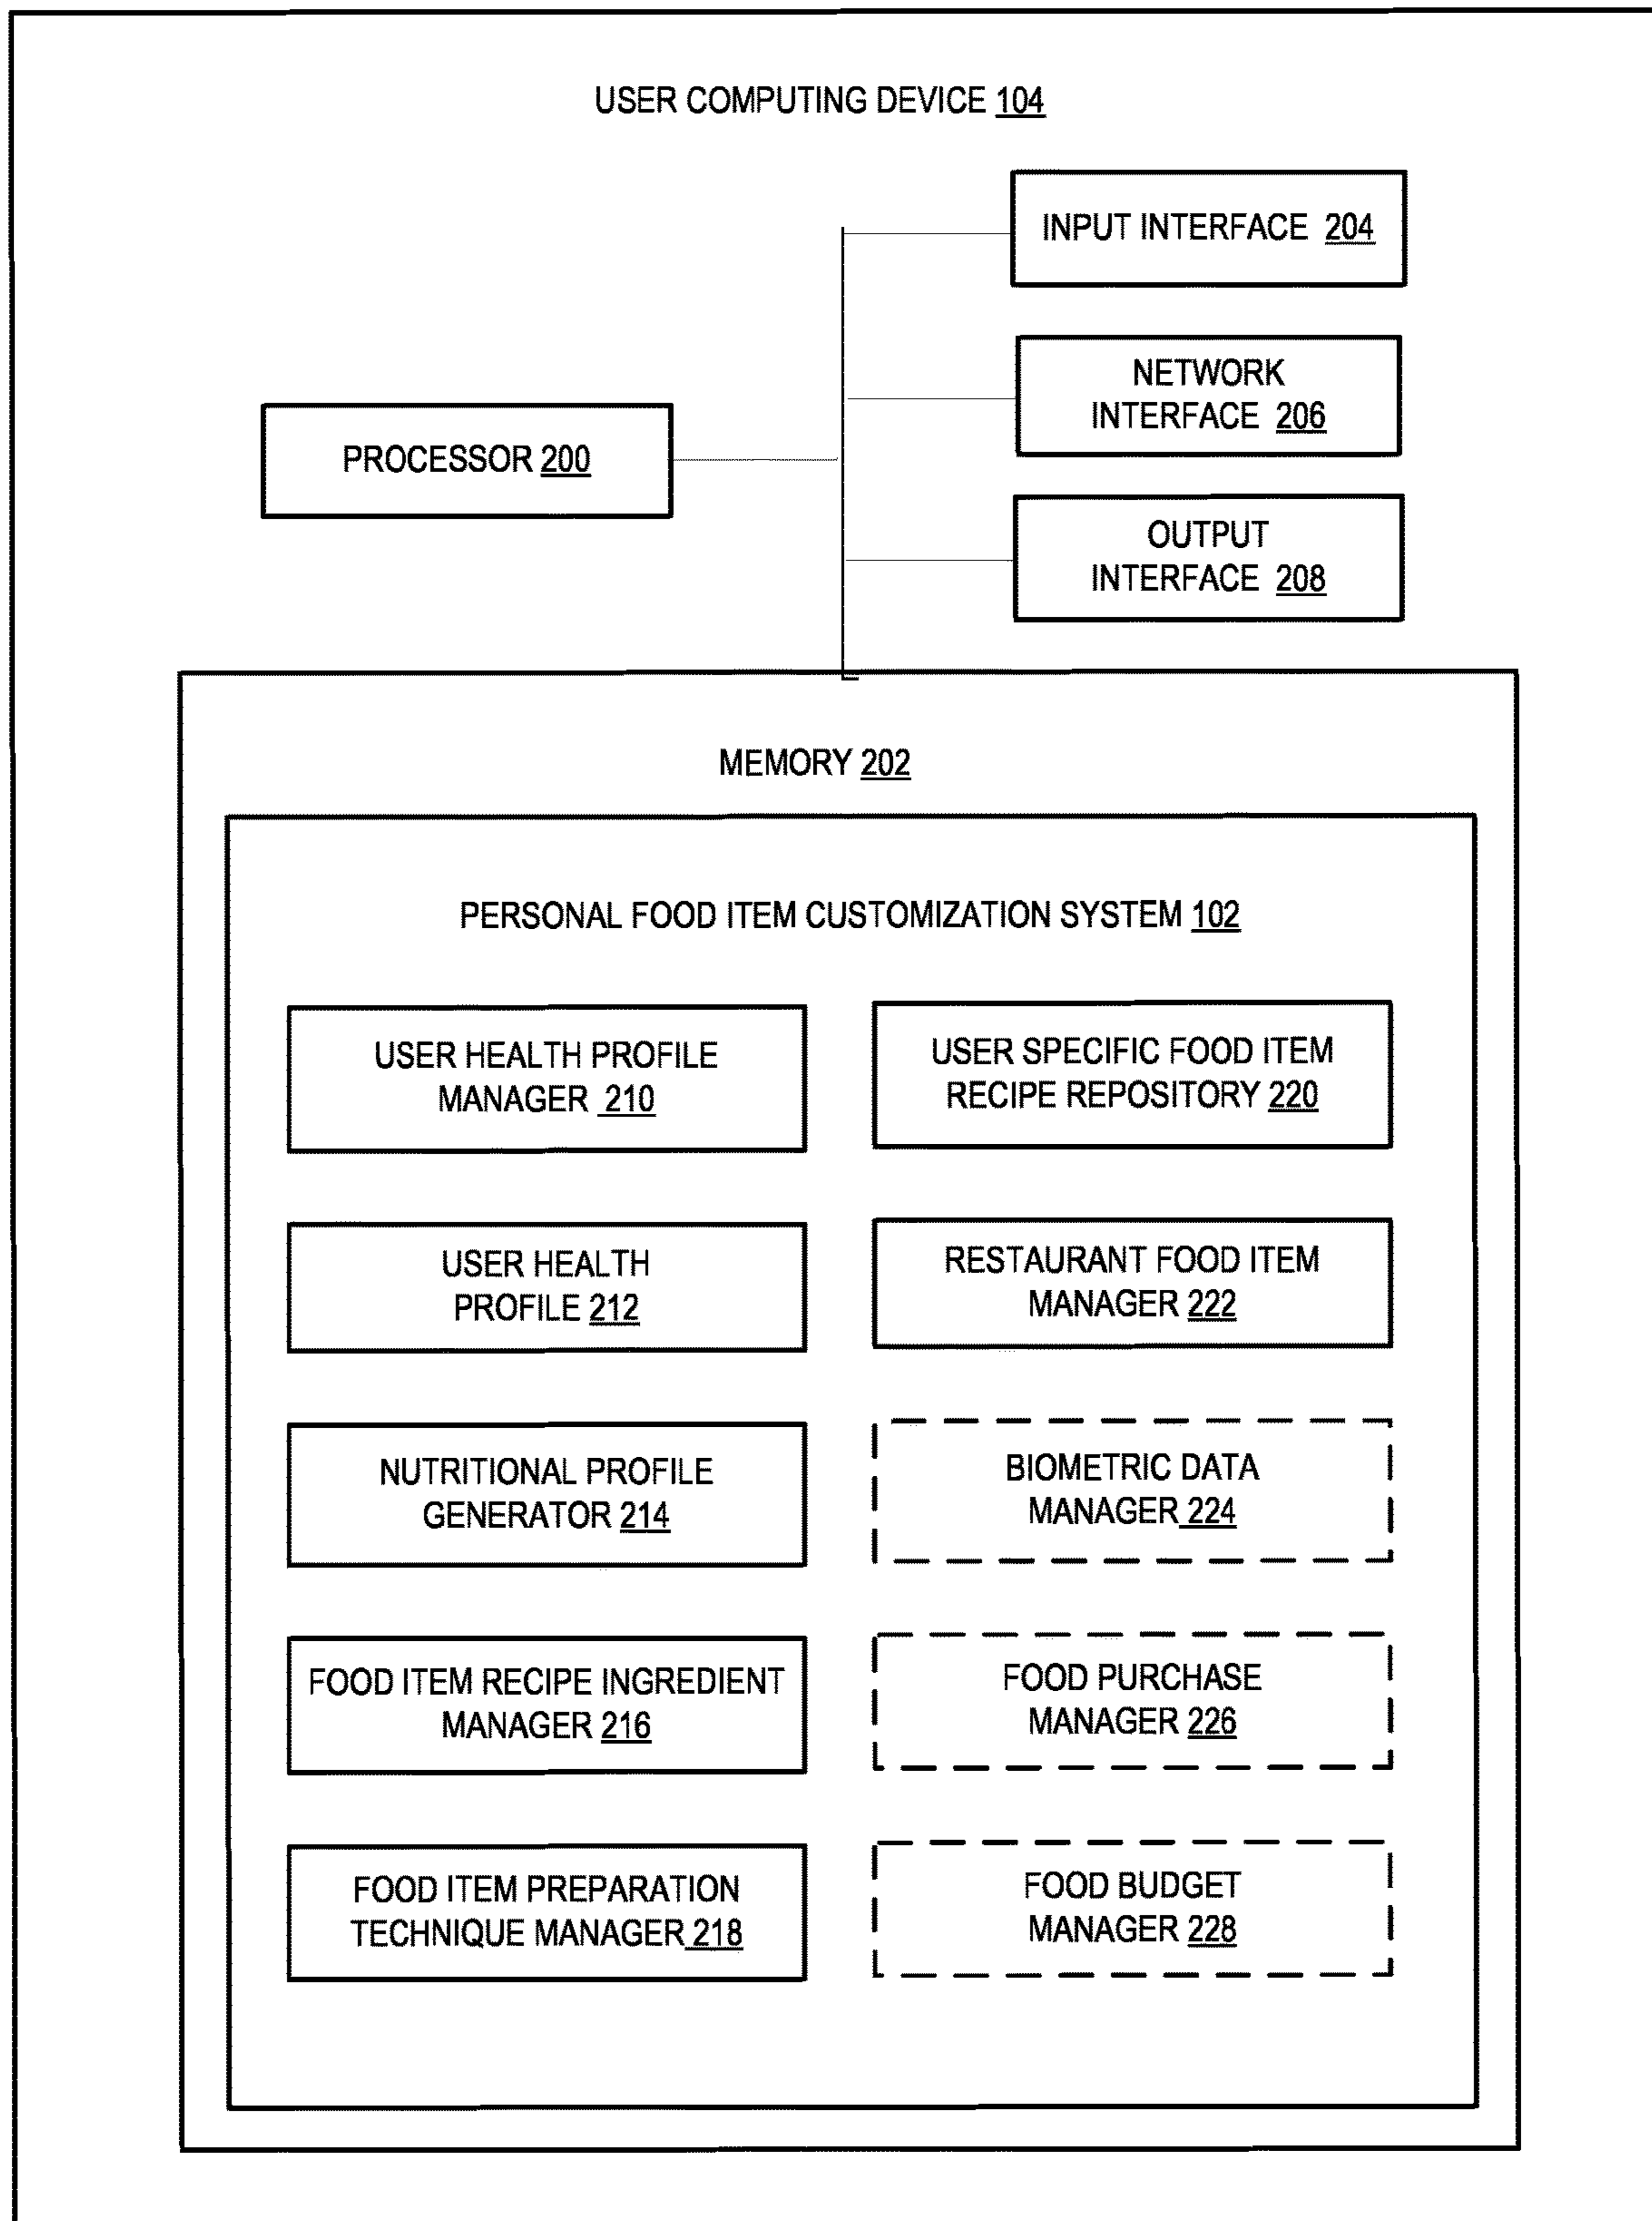 USER COMPUTING DEVICE 104
INPUT INTERFACE 204
NETWORK
INTERFACE 206
PROCESSOR 200
OUTPUT
INTERFACE 208
MEMORY 202
PERSONAL FOOD ITEM CUSTOMIZATION SYSTEM 102
USER HEALTH PROFILE
MANAGER 210
USER SPECIFIC FOOD ITEM
RECIPE REPOSITORY 220
USER HEALTH
PROFILE 212
RESTAURANT FOOD ITEM
MANAGER 222
NUTRITIONAL PROFILE
GENERATOR 214
BIOMETRIC DATA
MANAGER 224
FOOD ITEM RECIPE INGREDIENT
MANAGER 216
FOOD PURCHASE
MANAGER 226
FOOD ITEM PREPARATION
TECHNIQUE MANAGER 218
FOOD BUDGET
MANAGER 228